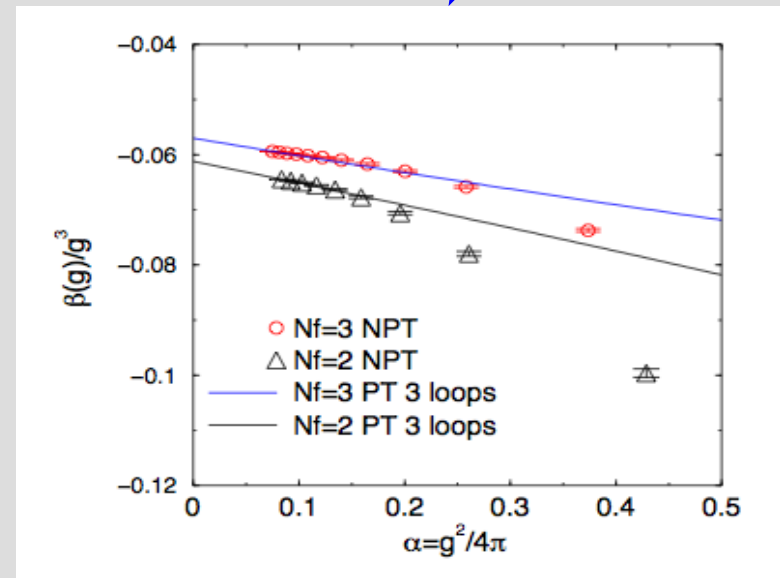 −0.04
−0.06
−0.08
−0.1
−0.12
β(g)/g³
Nf=3 NPT
Nf=2 NPT
Nf=3 PT 3 loops
Nf=2 PT 3 loops
0 0.1 0.2 0.3 0.4 0.5
α=g²/4π